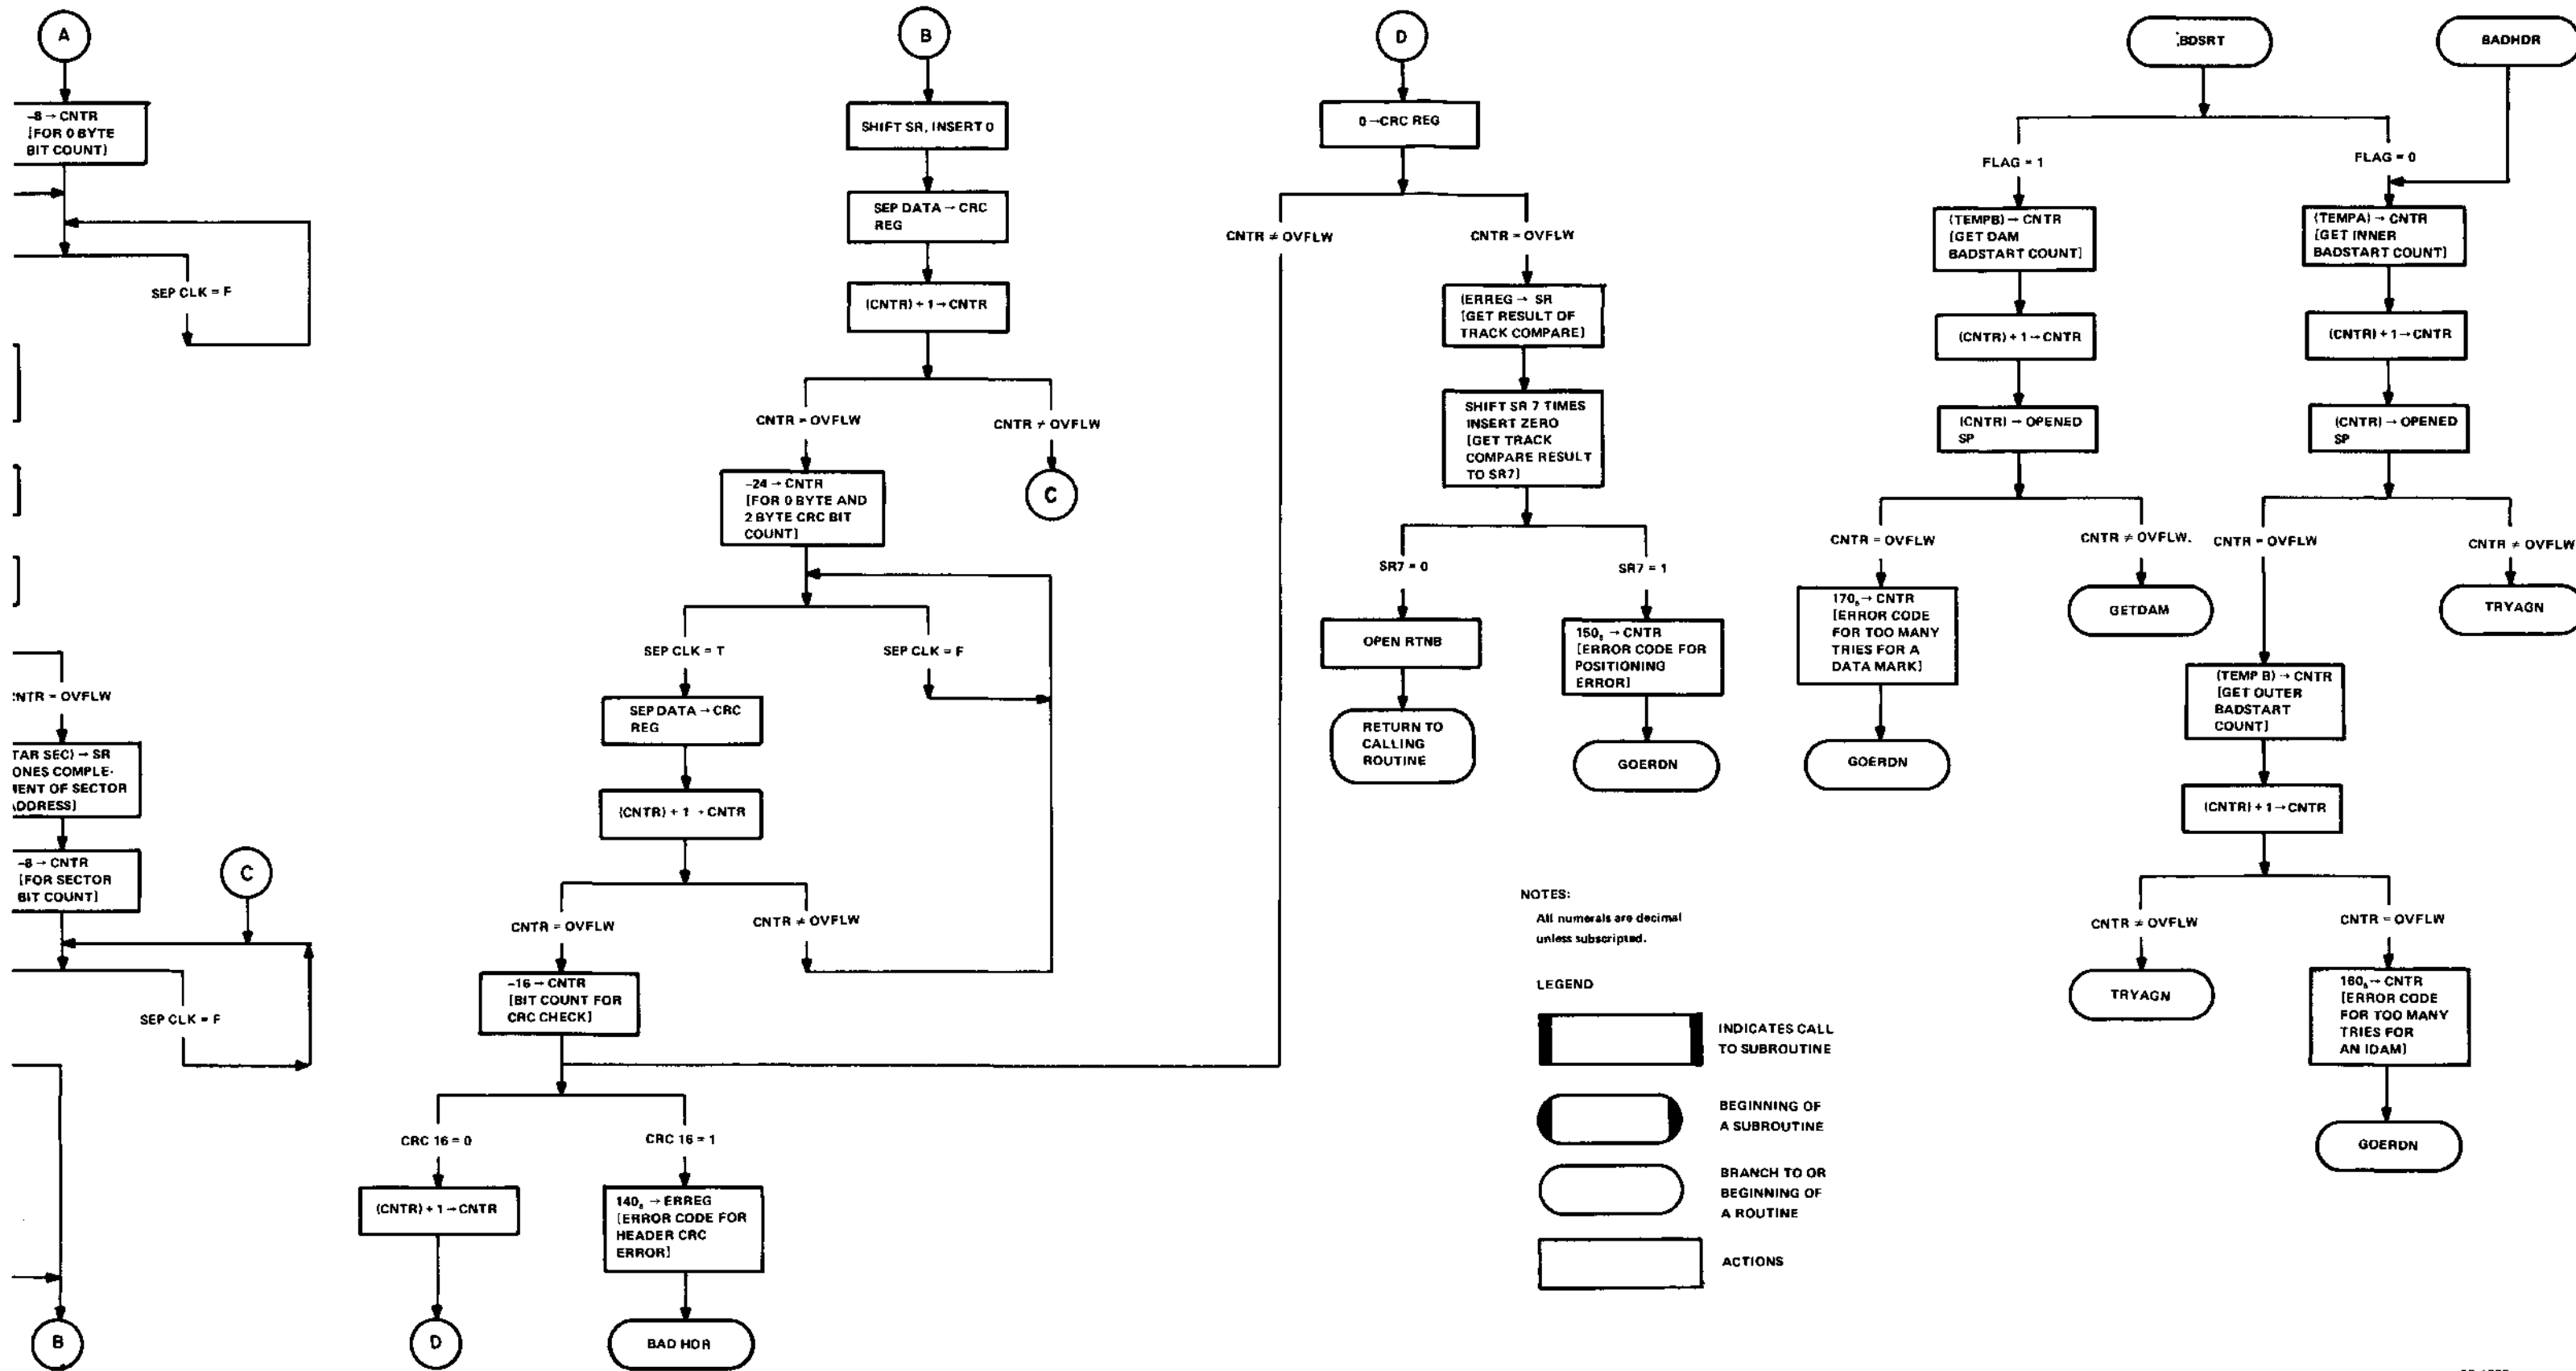 A
-8 → CNTR
[FOR 0 BYTE
BIT COUNT]
SEP CLK = F
CNTR = OVFLW
TAR SEC) → SR
ONES COMPLE-
MENT OF SECTOR
ADDRESS]
-8 → CNTR
[FOR SECTOR
BIT COUNT]
C
SEP CLK = F
B
B
SHIFT SR, INSERT 0
SEP DATA → CRC
REG
(CNTR) + 1 → CNTR
CNTR = OVFLW
CNTR ≠ OVFLW
C
-24 → CNTR
[FOR 0 BYTE AND
2 BYTE CRC BIT
COUNT]
SEP CLK = T
SEP CLK = F
SEP DATA → CRC
REG
(CNTR) + 1 → CNTR
CNTR = OVFLW
CNTR ≠ OVFLW
-16 → CNTR
[BIT COUNT FOR
CRC CHECK]
CRC 16 = 0
CRC 16 = 1
(CNTR) + 1 → CNTR
140₈ → ERREG
[ERROR CODE FOR
HEADER CRC
ERROR]
D
BAD HDR
D
0 → CRC REG
CNTR ≠ OVFLW
CNTR = OVFLW
(ERREG → SR
[GET RESULT OF
TRACK COMPARE]
SHIFT SR 7 TIMES
INSERT ZERO
[GET TRACK
COMPARE RESULT
TO SR7]
SR7 = 0
SR7 = 1
OPEN RTNB
150₈ → CNTR
[ERROR CODE FOR
POSITIONING
ERROR]
RETURN TO
CALLING
ROUTINE
GOERDN
BDSRT
BADHDR
FLAG = 1
FLAG = 0
(TEMPB) → CNTR
[GET DAM
BADSTART COUNT]
(TEMPA) → CNTR
[GET INNER
BADSTART COUNT]
(CNTR) + 1 → CNTR
(CNTR) + 1 → CNTR
(CNTR) → OPENED
SP
(CNTR) → OPENED
SP
CNTR = OVFLW
CNTR ≠ OVFLW.
CNTR = OVFLW
CNTR ≠ OVFLW
170₈ → CNTR
[ERROR CODE
FOR TOO MANY
TRIES FOR A
DATA MARK]
GETDAM
TRYAGN
GOERDN
(TEMP B) → CNTR
[GET OUTER
BADSTART
COUNT]
(CNTR) + 1 → CNTR
CNTR ≠ OVFLW
CNTR = OVFLW
TRYAGN
160₈ → CNTR
[ERROR CODE
FOR TOO MANY
TRIES FOR
AN IDAM]
GOERDN
NOTES:
All numerals are decimal
unless subscripted.
LEGEND
INDICATES CALL
TO SUBROUTINE
BEGINNING OF
A SUBROUTINE
BRANCH TO OR
BEGINNING OF
A ROUTINE
ACTIONS